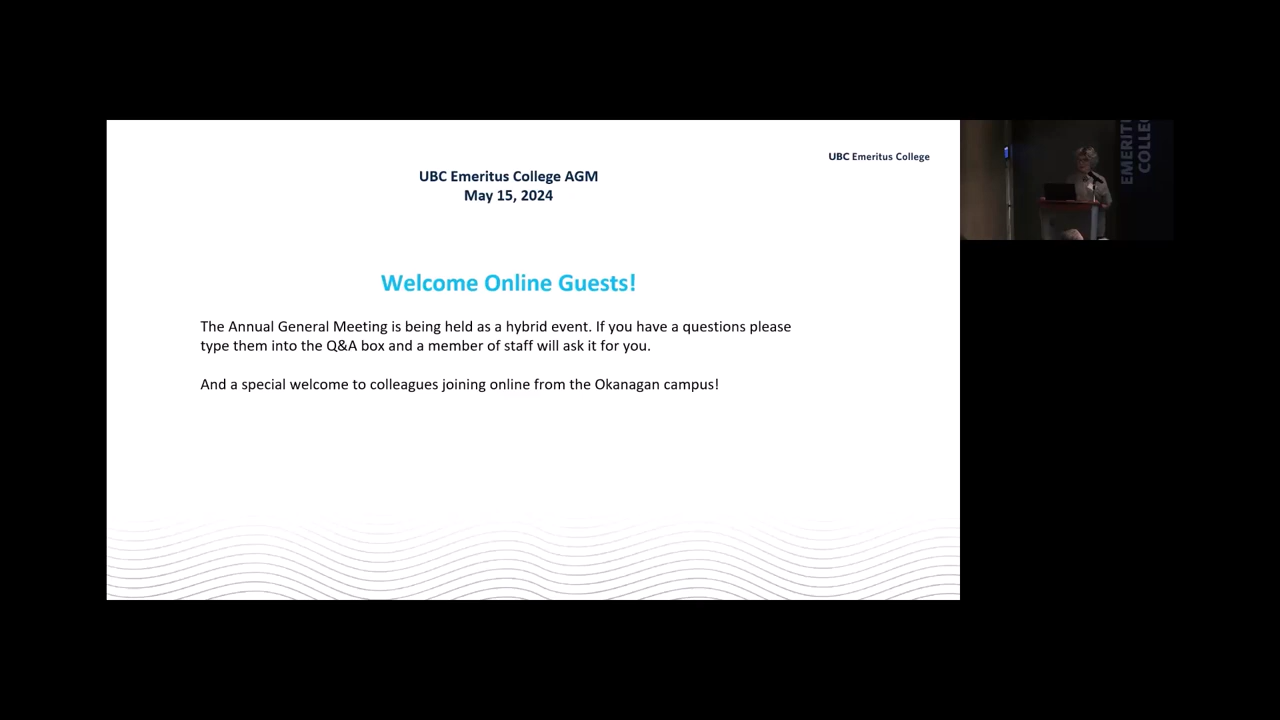 UBC Emeritus College
UBC Emeritus College AGM
May 15, 2024
Welcome Online Guests!
The Annual General Meeting is being held as a hybrid event. If you have a questions please
type them into the Q&A box and a member of staff will ask it for you.
And a special welcome to colleagues joining online from the Okanagan campus!